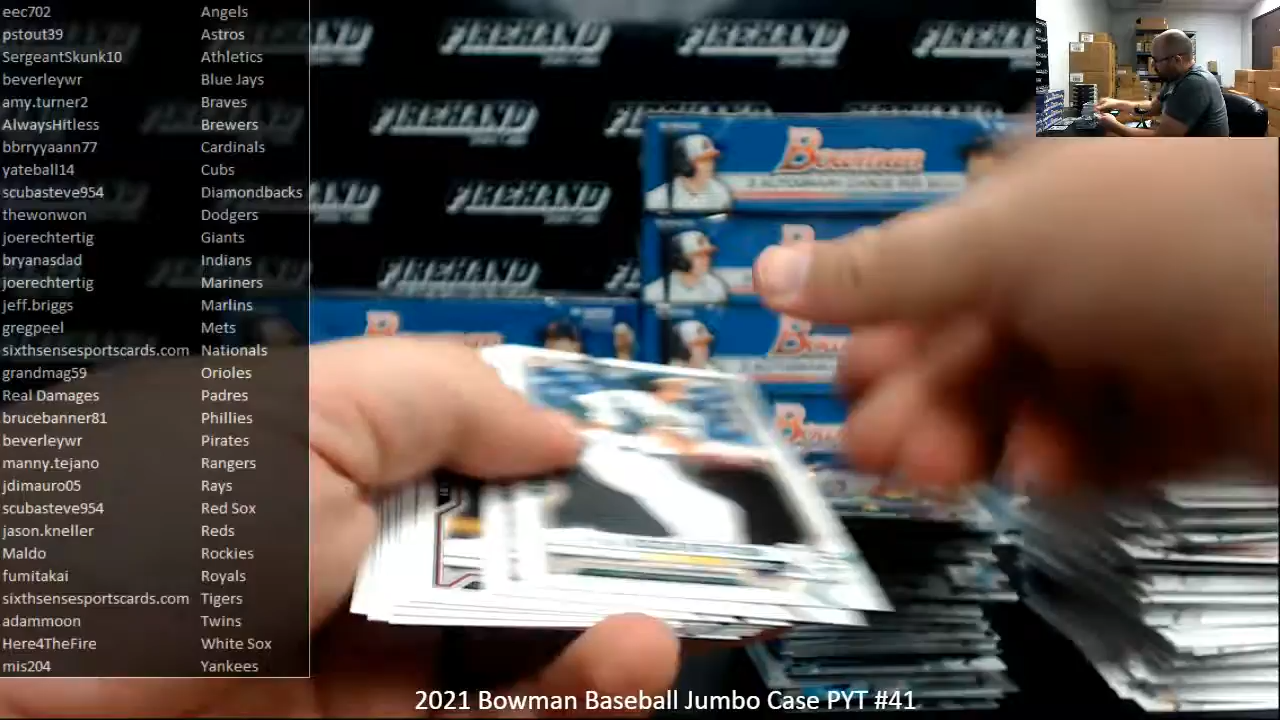 eec702 Angels
pstout39 Astros
SergeantSkunk10 Athletics
beverleywr Blue Jays
amy.turner2 Braves
AlwaysHitless Brewers
bbrryyaann77 Cardinals
yateball14 Cubs
scubasteve954 Diamondbacks
thewonwon Dodgers
joerechtertig Giants
bryanasdad Indians
joerechtertig Mariners
jeff.briggs Marlins
gregpeel Mets
sixthsensesportscards.com Nationals
grandmag59 Orioles
Real Damages Padres
brucebanner81 Phillies
beverleywr Pirates
manny.tejano Rangers
jdimauro05 Rays
scubasteve954 Red Sox
jason.kneller Reds
Maldo Rockies
fumitakai Royals
sixthsensesportscards.com Tigers
adammoon Twins
Here4TheFire White Sox
mis204 Yankees
FIREHAND FIREHAND
FIREHAND
FIREHAND
FIREHAND
Bowman
2021 Bowman Baseball Jumbo Case PYT #41